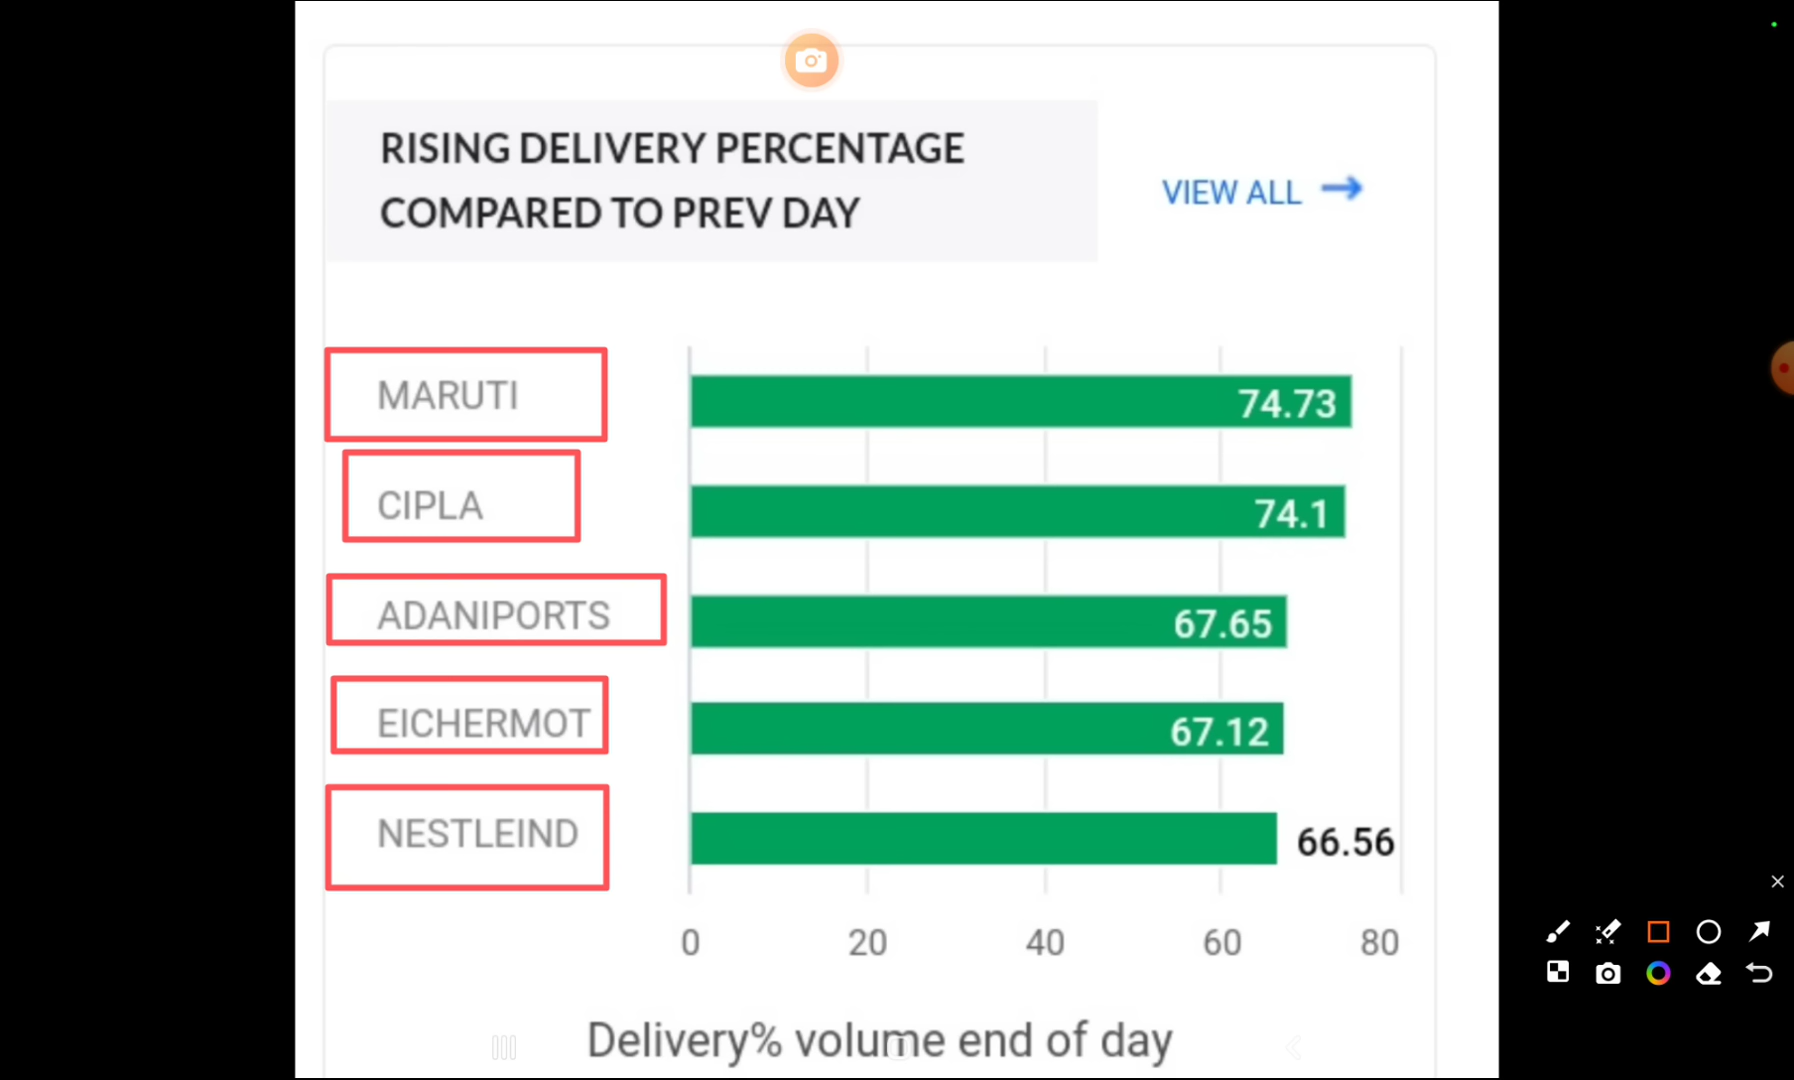 RISING DELIVERY PERCENTAGE
COMPARED TO PREV DAY
VIEW ALL
MARUTI 74.73
CIPLA 74.1
ADANIPORTS 67.65
EICHERMOT 67.12
NESTLEIND 66.56
0 20 40 60 80
Delivery% volume end of day